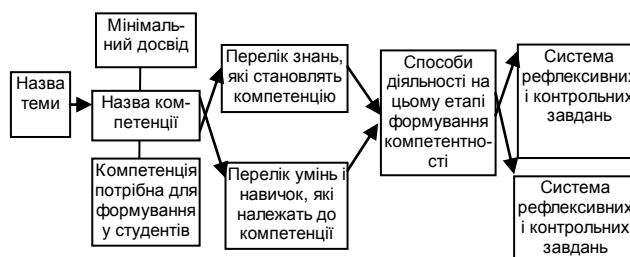 Мінімаль-
ний досвід
Назва
теми
Назва ком-
петенції
Компетенція
потрібна для
формування
у студентів
Перелік знань,
які становлять
компетенцію
Перелік умінь і
навичок, які
належать до
компетенції
Способи
діяльності на
цьому етапі
формування
компетентно-
сті
Система
рефлексивних
і контрольних
завдань
Система
рефлексивних
і контрольних
завдань